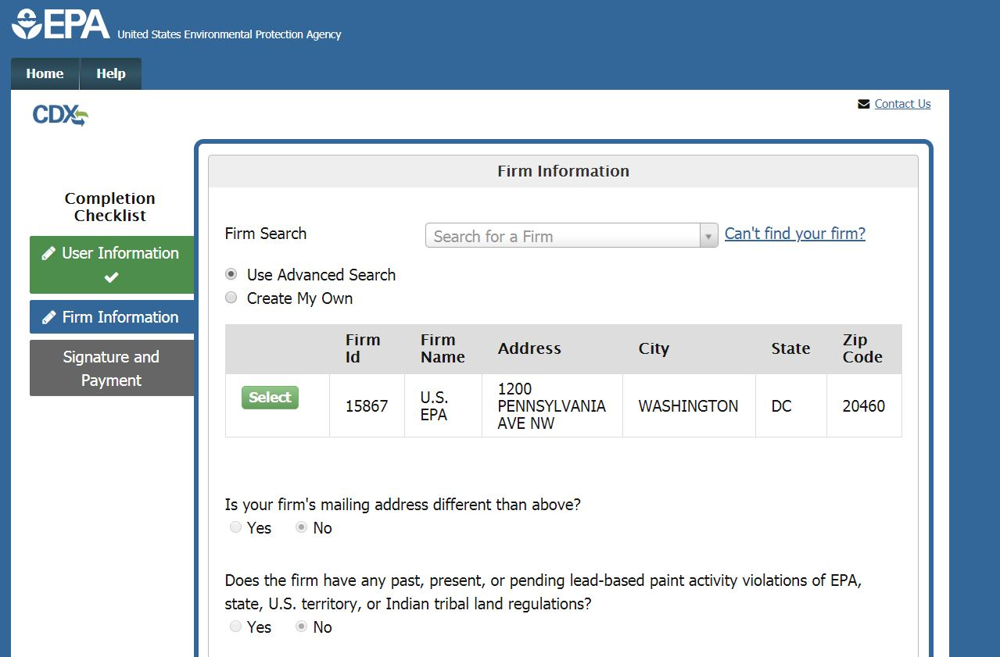 EPA United States Environmental Protection Agency
Home Help
CDX
Contact Us
Firm Information
Completion
Checklist
User Information
Firm Information
Signature and
Payment
Firm Search Search for a Firm Can't find your firm?
Use Advanced Search
Create My Own
Firm Id Firm Name Address City State Zip Code
Select 15867 U.S. EPA 1200 PENNSYLVANIA AVE NW WASHINGTON DC 20460
Is your firm's mailing address different than above?
Yes No
Does the firm have any past, present, or pending lead-based paint activity violations of EPA,
state, U.S. territory, or Indian tribal land regulations?
Yes No